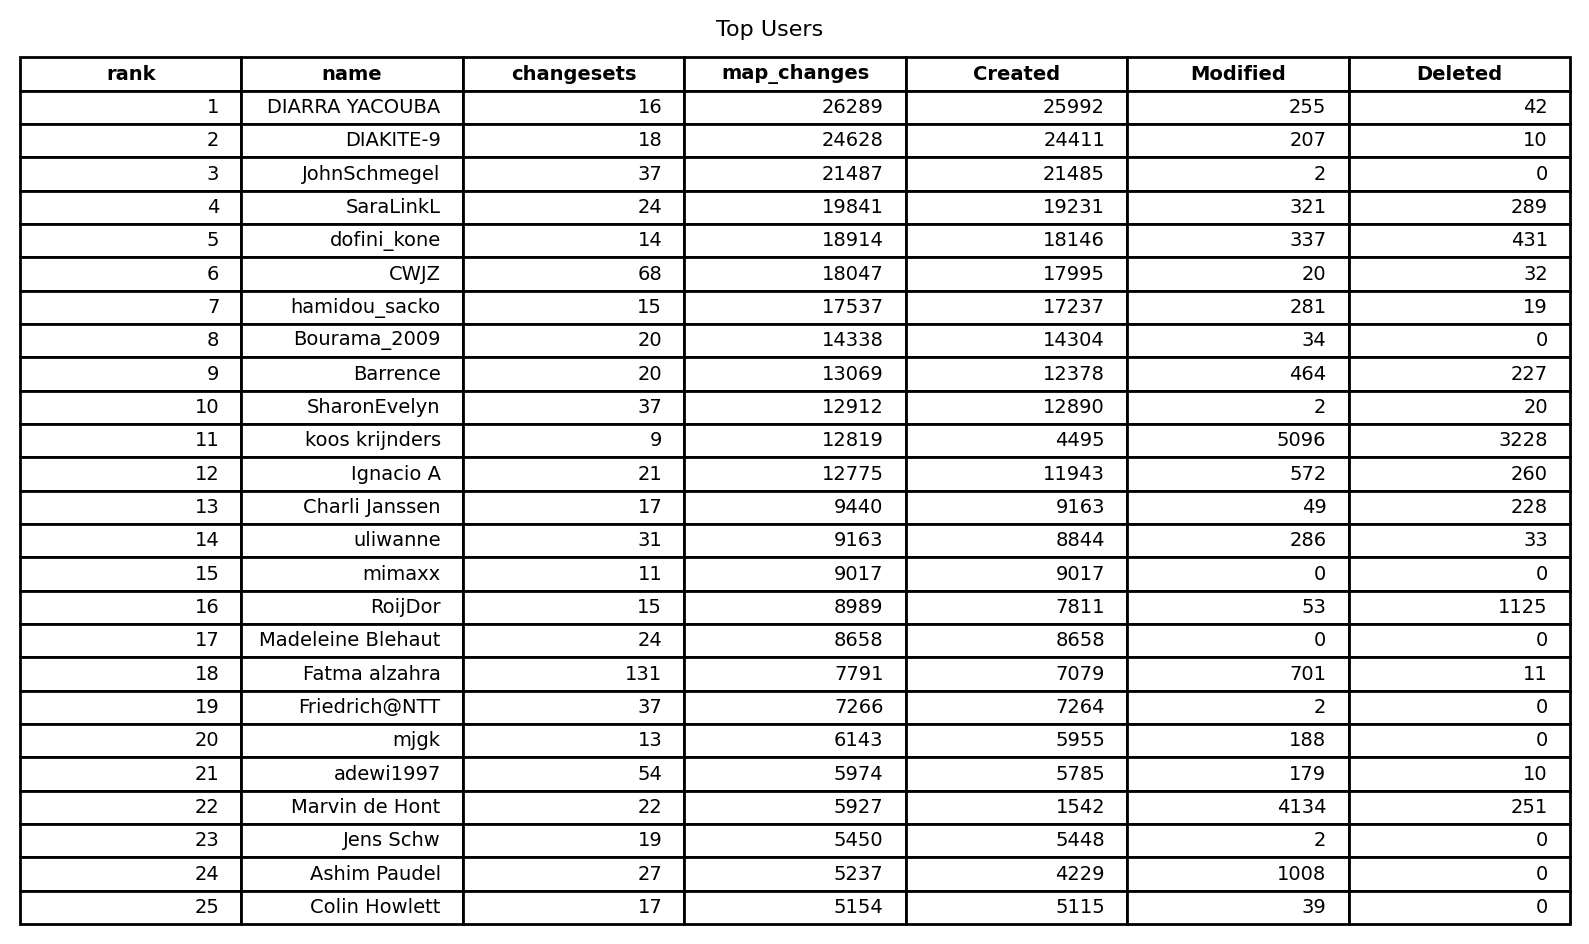 Top Users
rank name changesets map_changes Created Modified Deleted
1 DIARRA YACOUBA 16 26289 25992 255 42
2 DIAKITE-9 18 24628 24411 207 10
3 JohnSchmegel 37 21487 21485 2 0
4 SaraLinkL 24 19841 19231 321 289
5 dofini_kone 14 18914 18146 337 431
6 CWJZ 68 18047 17995 20 32
7 hamidou_sacko 15 17537 17237 281 19
8 Bourama_2009 20 14338 14304 34 0
9 Barrence 20 13069 12378 464 227
10 SharonEvelyn 37 12912 12890 2 20
11 koos krijnders 9 12819 4495 5096 3228
12 Ignacio A 21 12775 11943 572 260
13 Charli Janssen 17 9440 9163 49 228
14 uliwanne 31 9163 8844 286 33
15 mimaxx 11 9017 9017 0 0
16 RoijDor 15 8989 7811 53 1125
17 Madeleine Blehaut 24 8658 8658 0 0
18 Fatma alzahra 131 7791 7079 701 11
19 Friedrich@NTT 37 7266 7264 2 0
20 mjgk 13 6143 5955 188 0
21 adewi1997 54 5974 5785 179 10
22 Marvin de Hont 22 5927 1542 4134 251
23 Jens Schw 19 5450 5448 2 0
24 Ashim Paudel 27 5237 4229 1008 0
25 Colin Howlett 17 5154 5115 39 0